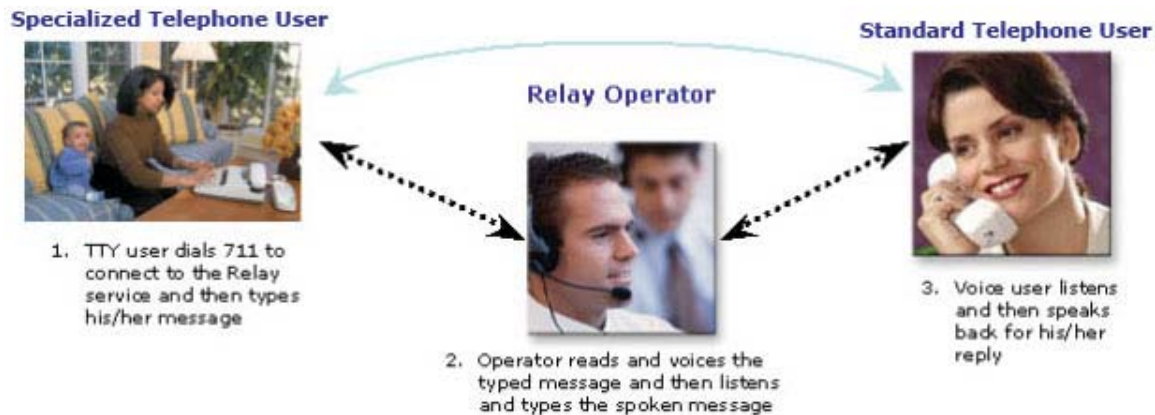 Specialized Telephone User
Standard Telephone User
Relay Operator
1. TTY user dials 711 to
connect to the Relay
service and then types
his/her message
2. Operator reads and voices the
typed message and then listens
and types the spoken message
3. Voice user listens
and then speaks
back for his/her
reply